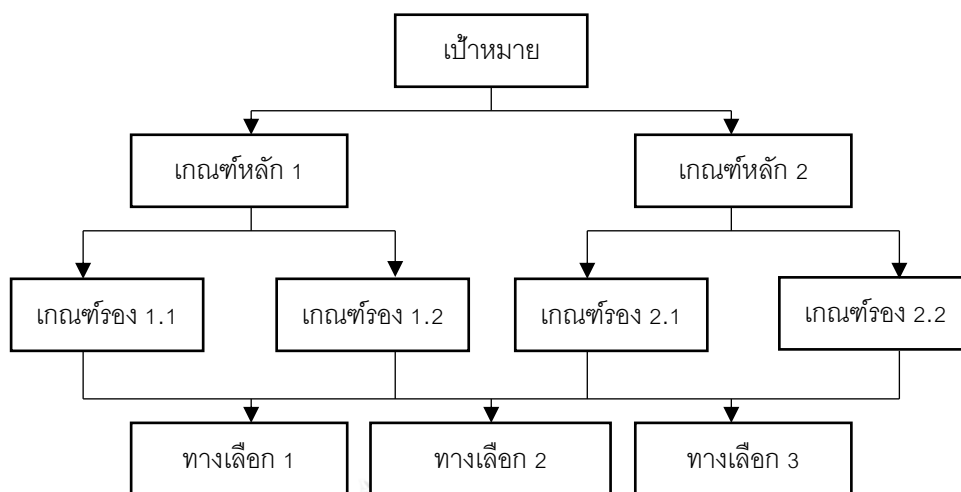 เป้าหมาย
เกณฑ์หลัก 1
เกณฑ์หลัก 2
เกณฑ์รอง 1.1
เกณฑ์รอง 1.2
เกณฑ์รอง 2.1
เกณฑ์รอง 2.2
ทางเลือก 1
ทางเลือก 2
ทางเลือก 3